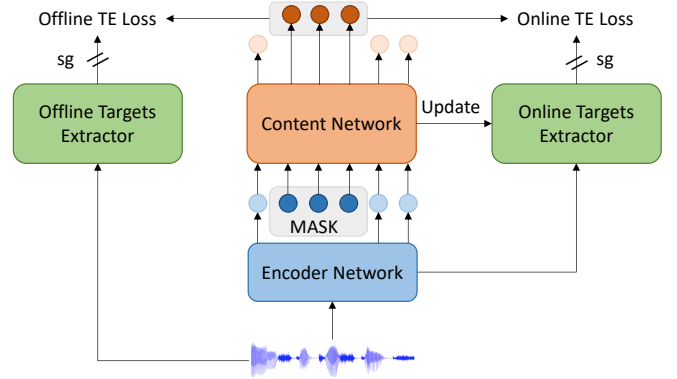 Offline TE Loss
Online TE Loss
sg
sg
Offline Targets
Extractor
Content Network
Update
Online Targets
Extractor
MASK
Encoder Network